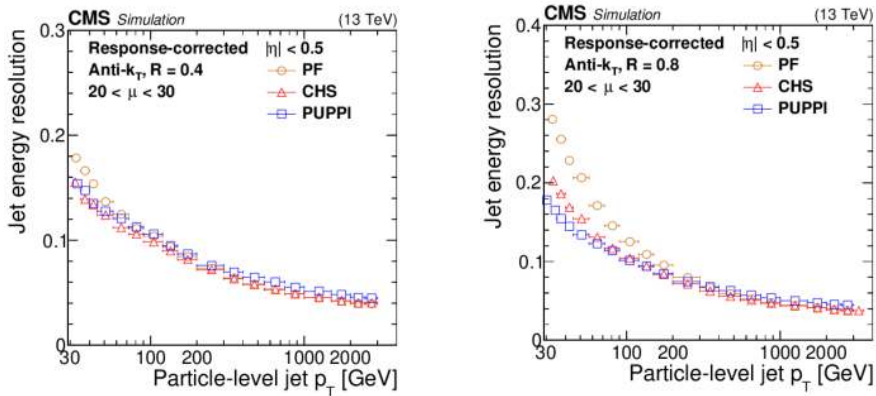 CMS Simulation (13 TeV)
Response-corrected |η| < 0.5
Anti-kT, R = 0.4 PF
20 < μ < 30 CHS
PUPPI
Jet energy resolution
0.3
0.2
0.1
0
30 100 200 1000 2000
Particle-level jet pT [GeV]
CMS Simulation (13 TeV)
Response-corrected |η| < 0.5
Anti-kT, R = 0.8 PF
20 < μ < 30 CHS
PUPPI
Jet energy resolution
0.4
0.3
0.2
0.1
0
30 100 200 1000 2000
Particle-level jet pT [GeV]